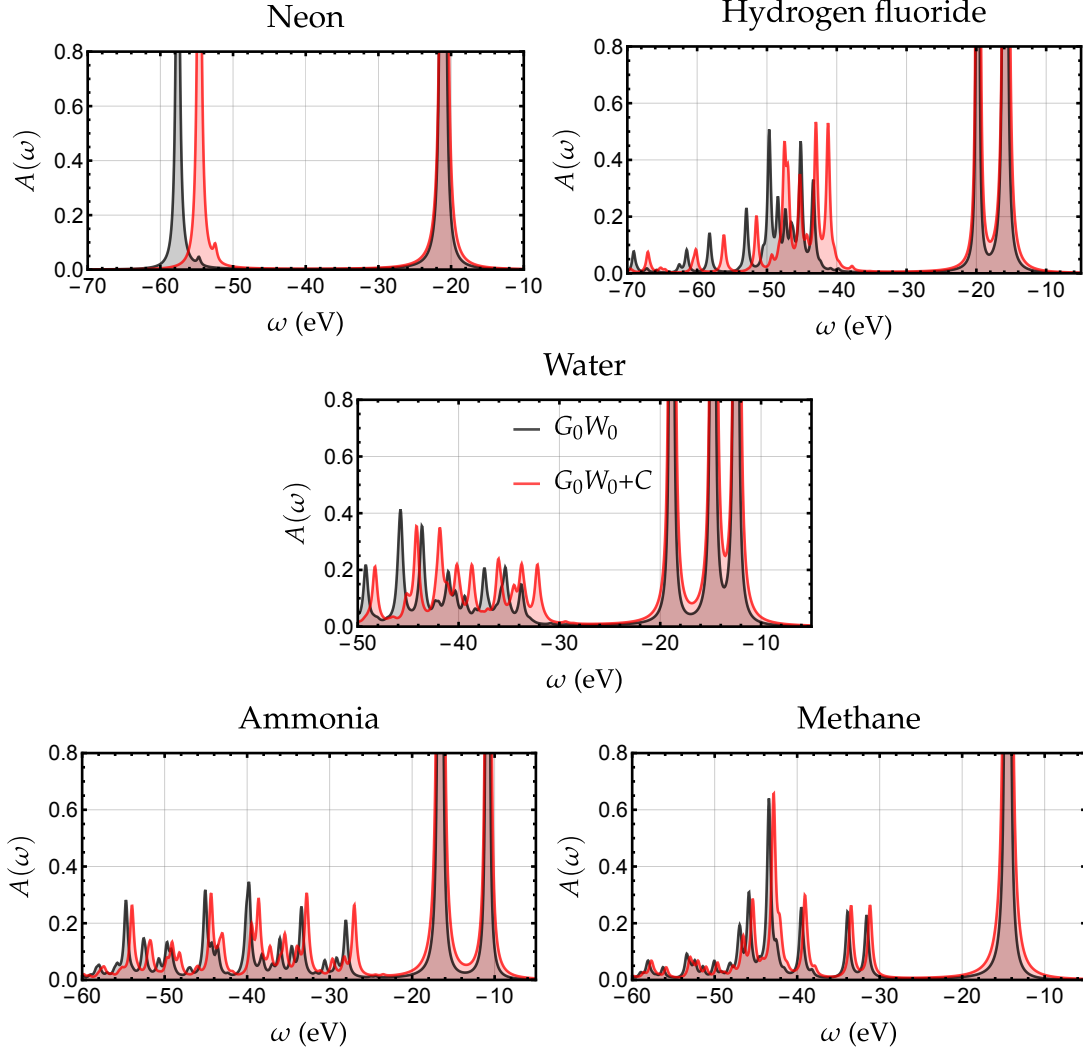 Neon
Hydrogen fluoride
0.8
0.6
0.4
0.2
0.0
A(ω)
−70 −60 −50 −40 −30 −20 −10
ω (eV)
0.8
0.6
0.4
0.2
0.0
A(ω)
−70 −60 −50 −40 −30 −20 −10
ω (eV)
Water
0.8
0.6
0.4
0.2
0.0
A(ω)
G₀W₀
G₀W₀+C
−50 −40 −30 −20 −10
ω (eV)
Ammonia
Methane
0.8
0.6
0.4
0.2
0.0
A(ω)
−60 −50 −40 −30 −20 −10
ω (eV)
0.8
0.6
0.4
0.2
0.0
A(ω)
−60 −50 −40 −30 −20 −10
ω (eV)